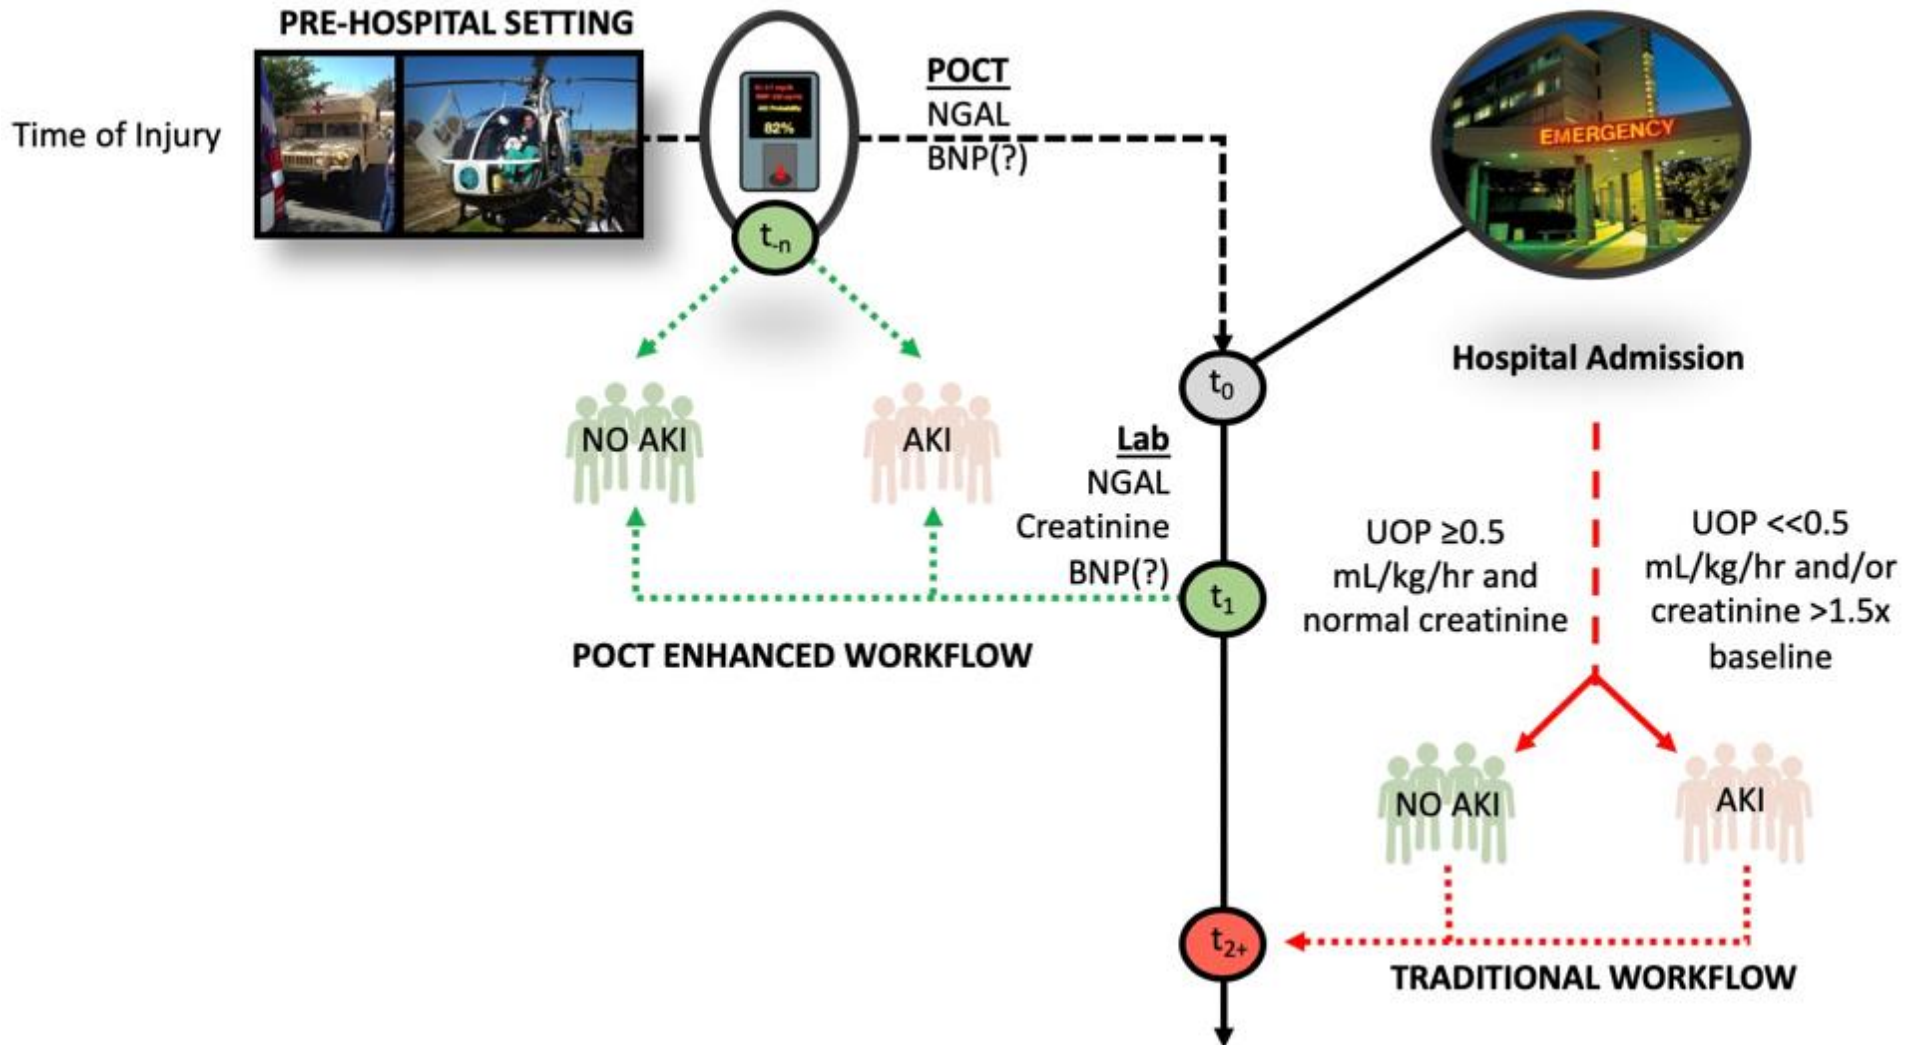 PRE-HOSPITAL SETTING
Time of Injury
82%
t-n
POCT
NGAL
BNP(?)
EMERGENCY
Hospital Admission
t0
NO AKI
AKI
Lab
NGAL
Creatinine
BNP(?)
t1
POCT ENHANCED WORKFLOW
UOP ≥0.5
mL/kg/hr and
normal creatinine
UOP <<0.5
mL/kg/hr and/or
creatinine >1.5x
baseline
NO AKI
AKI
t2+
TRADITIONAL WORKFLOW